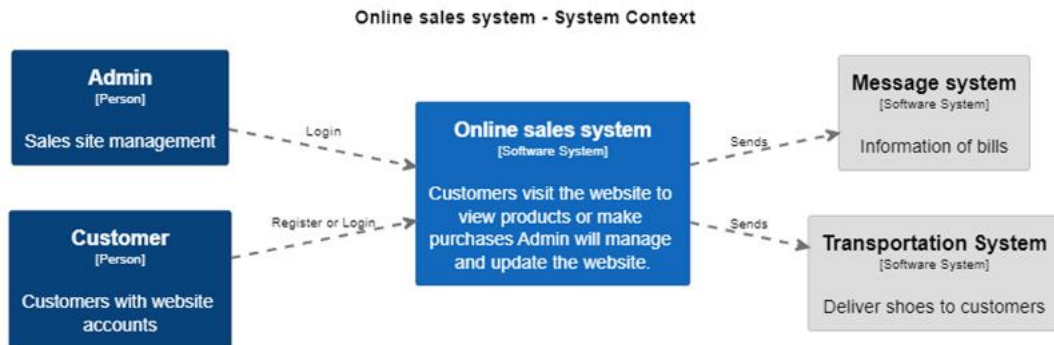 Online sales system - System Context
Admin
[Person]
Sales site management
Login
Customer
[Person]
Customers with website
accounts
Register or Login
Online sales system
[Software System]
Customers visit the website to
view products or make
purchases Admin will manage
and update the website.
Sends
Message system
[Software System]
Information of bills
Sends
Transportation System
[Software System]
Deliver shoes to customers